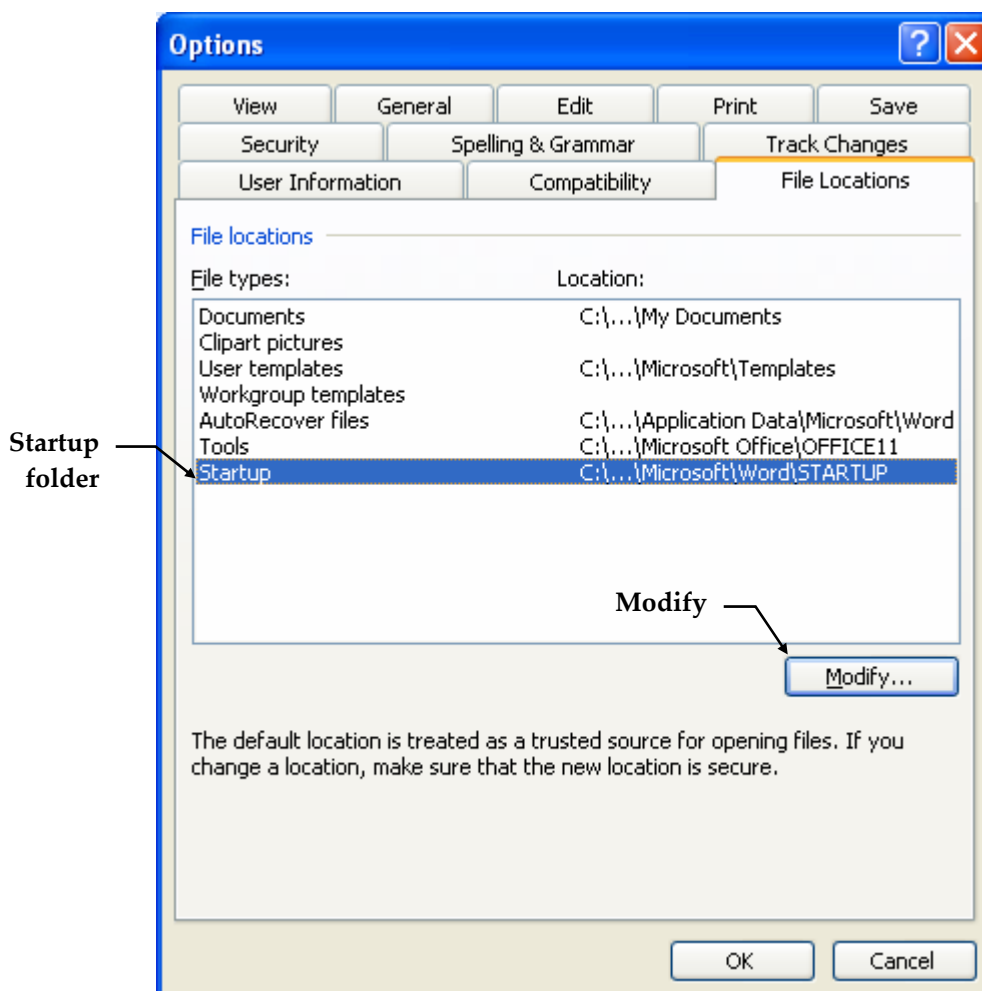 Options
View General Edit Print Save
Security Spelling & Grammar Track Changes
User Information Compatibility File Locations
File locations
File types: Location:
Documents C:\...\My Documents
Clipart pictures
User templates C:\...\Microsoft\Templates
Workgroup templates
AutoRecover files C:\...\Application Data\Microsoft\Word
Tools C:\...\Microsoft Office\OFFICE11
Startup C:\...\Microsoft\Word\STARTUP
Startup
folder
Modify
Modify...
The default location is treated as a trusted source for opening files. If you
change a location, make sure that the new location is secure.
OK Cancel